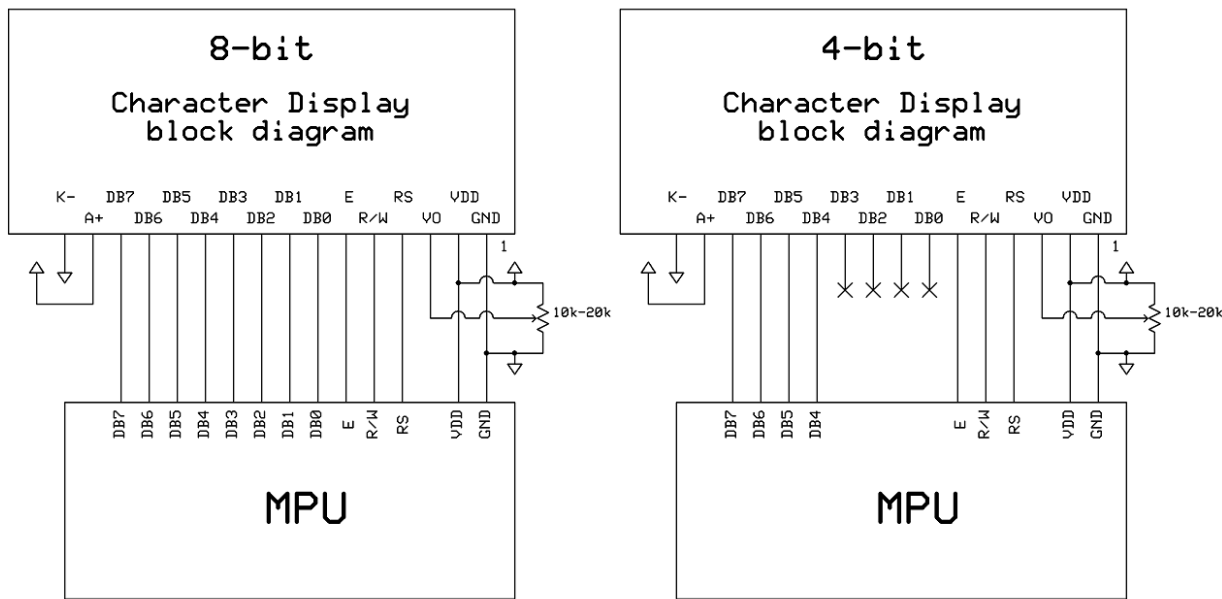 8-bit
Character Display
block diagram
K- DB7 DB5 DB3 DB1 E RS VDD
A+ DB6 DB4 DB2 DB0 R/W VO GND
1
10k-20k
DB7 DB6 DB5 DB4 DB3 DB2 DB1 DB0 E R/W RS VDD GND
MPU
4-bit
Character Display
block diagram
K- DB7 DB5 DB3 DB1 E RS VDD
A+ DB6 DB4 DB2 DB0 R/W VO GND
1
10k-20k
DB7 DB6 DB5 DB4 E R/W RS VDD GND
MPU